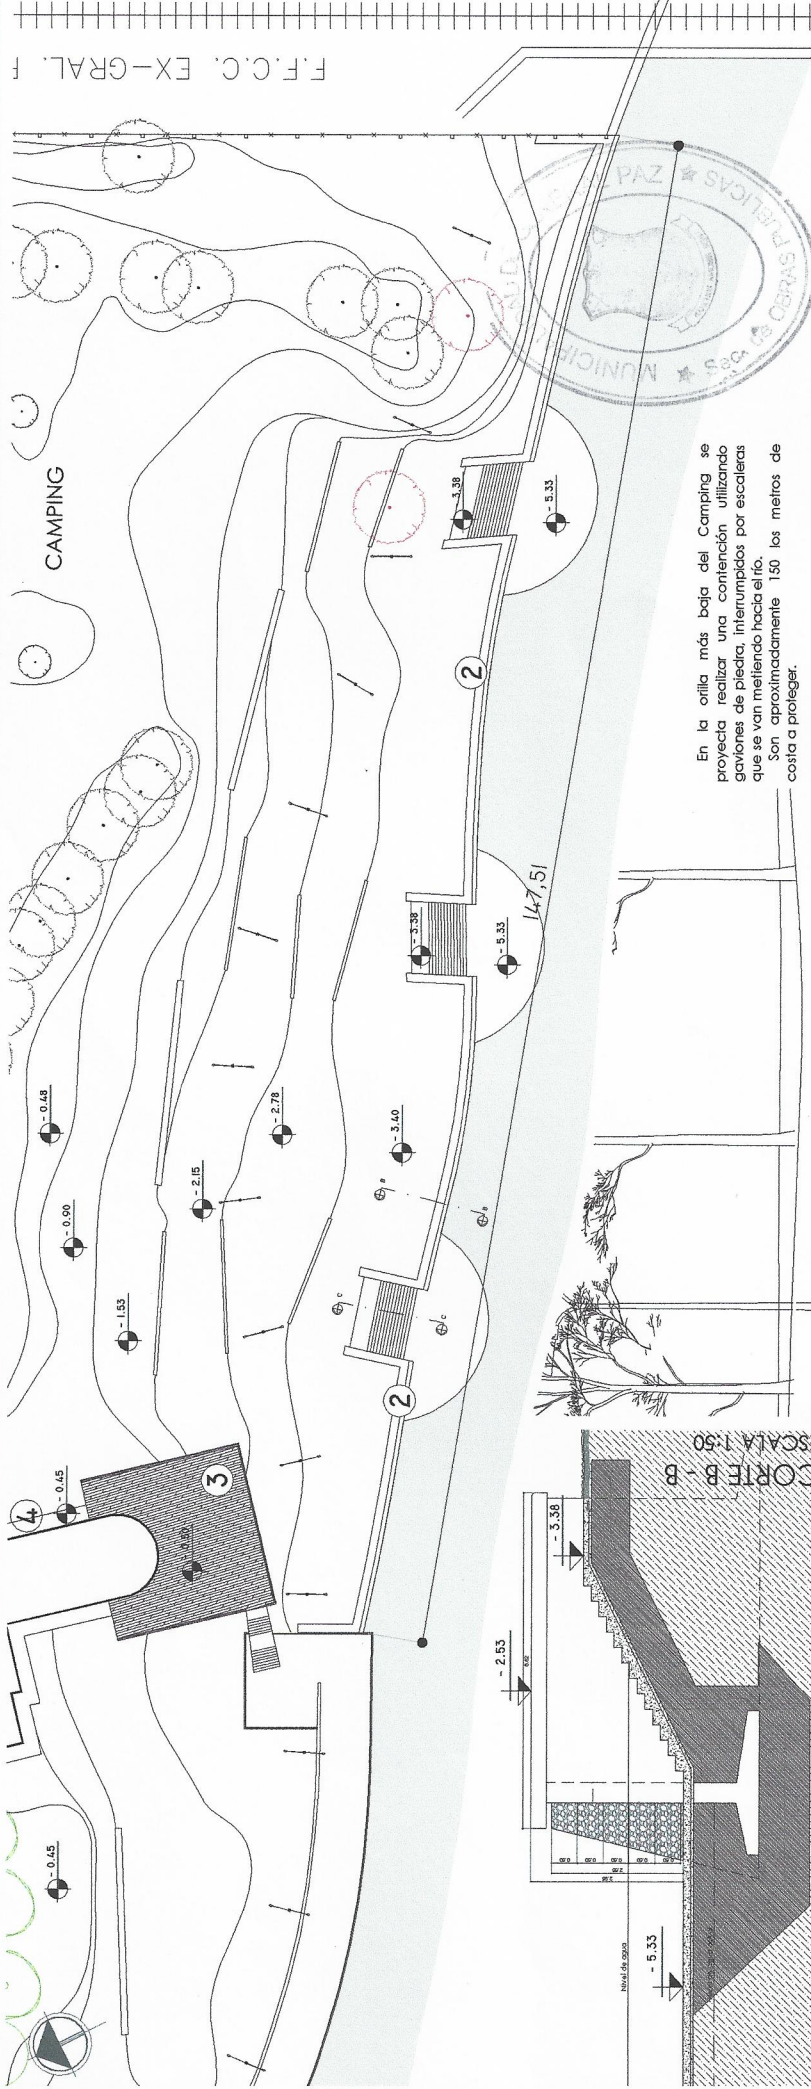 F.F.C.C. EX-GRAL.
CAMPING
MUNICIPAL
PAZ
Sec. de OBRAS PUBLICAS
- 3.38
- 5.33
2
147,51
- 3.38
- 5.33
- 0.48
- 0.90
- 1.53
- 2.15
- 2.78
- 3.40
B
B
C
C
2
3
4
- 0.45
- 0.45
En la orilla más baja del Camping se
proyecta realizar una contención utilizando
gaviones de piedra, interrumpidos por escaleras
que se van metiendo hacia el río.
Son aproximadamente 150 los metros de
costa a proteger.
CORTE B - B
ESCALA 1:50
- 3.38
- 2.53
- 5.33
Nivel de agua